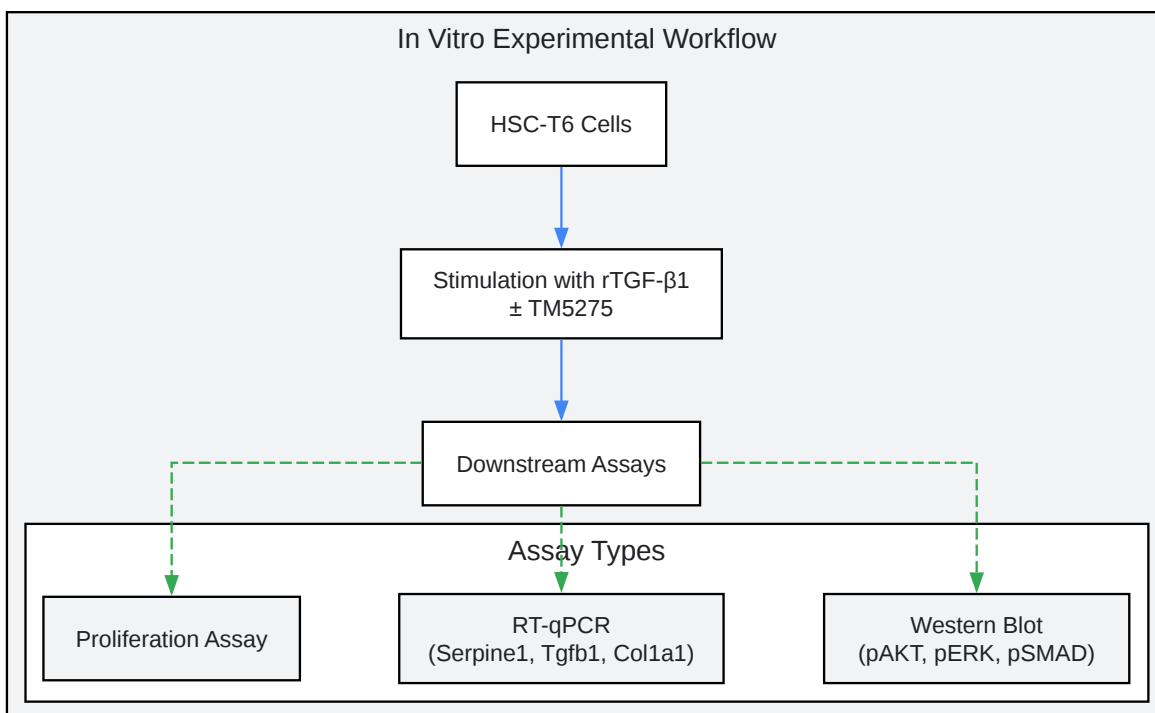 In Vitro Experimental Workflow
HSC-T6 Cells
Stimulation with rTGF-β1
± TM5275
Downstream Assays
Assay Types
Proliferation Assay
RT-qPCR
(Serpine1, Tgfb1, Col1a1)
Western Blot
(pAKT, pERK, pSMAD)